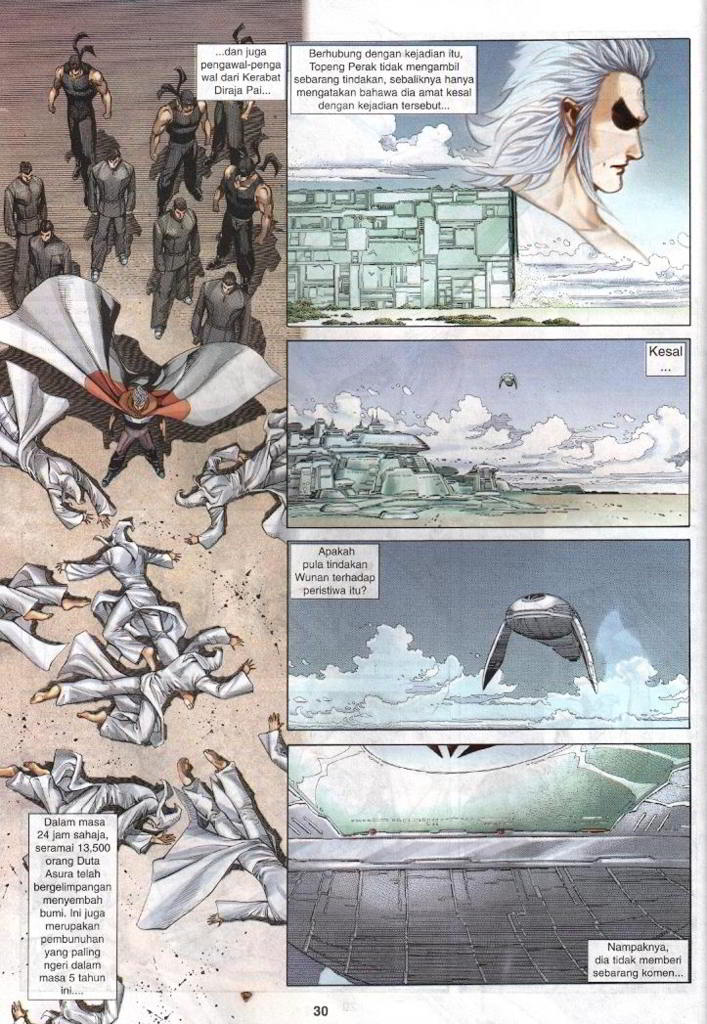 ...dan juga
pengawal-penga
wal dari Kerabat
Diraja Pai...
Dalam masa
24 jam sahaja,
seramai 13,500
orang Duta
Asura telah
bergelimpangan
menyembah
bumi. Ini juga
merupakan
pembunuhan
yang paling
ngeri dalam
masa 5 tahun
ini....
Berhubung dengan kejadian itu,
Topeng Perak tidak mengambil
sebarang tindakan, sebaliknya hanya
mengatakan bahawa dia amat kesal
dengan kejadian tersebut...
Kesal
...
Apakah
pula tindakan
Wunan terhadap
peristiwa itu?
Nampaknya,
dia tidak memberi
sebarang komen...
30